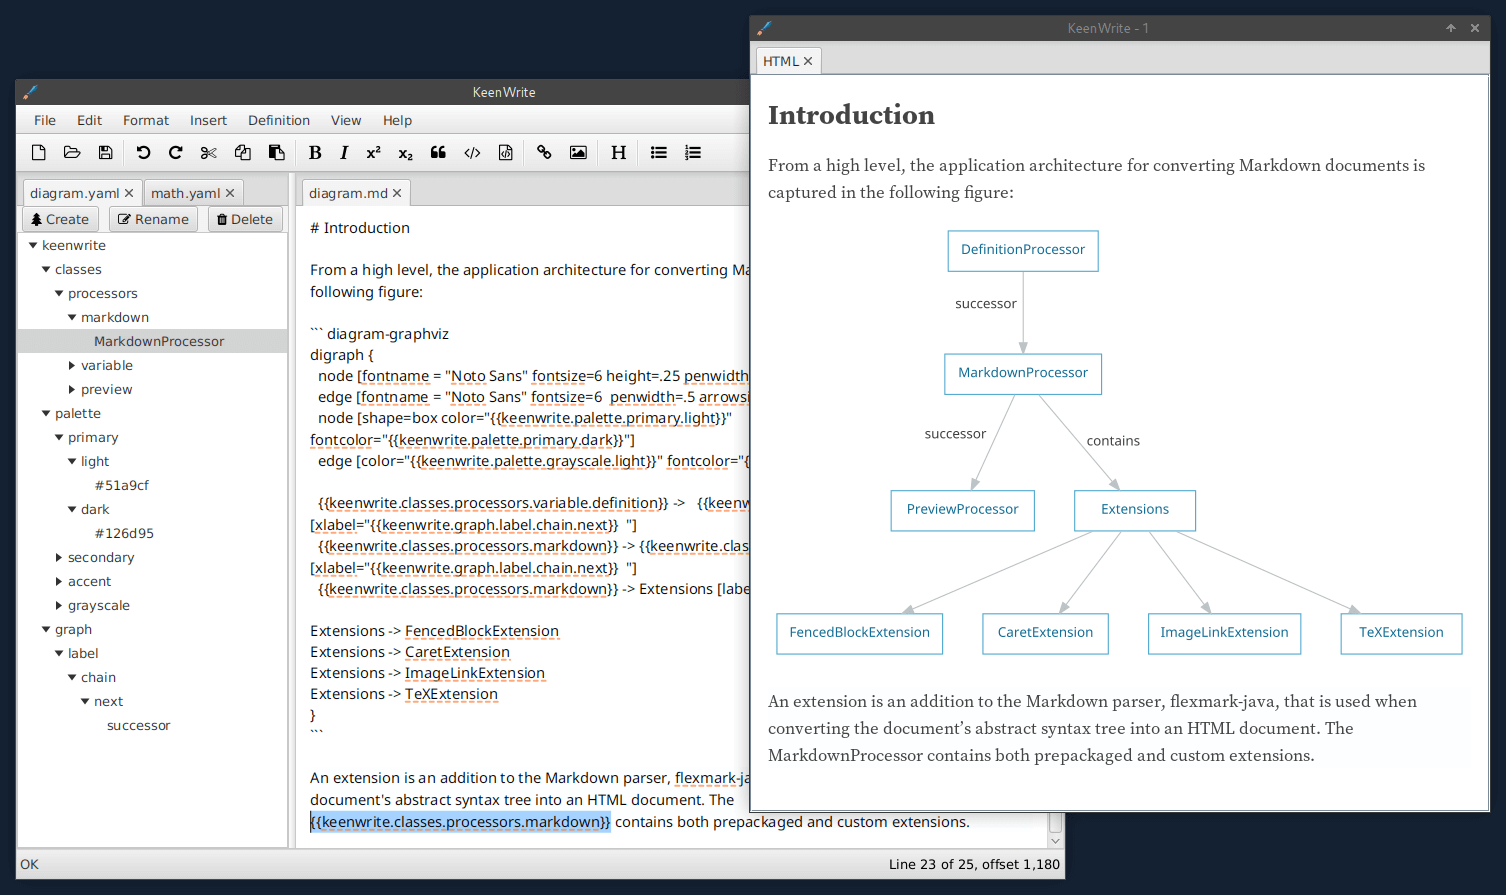 KeenWrite
File Edit Format Insert Definition View Help
B I x² x₂ H
diagram.yaml math.yaml
Create Rename Delete
keenwrite
classes
processors
markdown
MarkdownProcessor
variable
preview
palette
primary
light
#51a9cf
dark
#126d95
secondary
accent
grayscale
graph
label
chain
next
successor
diagram.md
# Introduction
From a high level, the application architecture for converting
following figure:
``` diagram-graphviz
digraph {
node [fontname = "Noto Sans" fontsize=6 height=.25 penwidth
edge [fontname = "Noto Sans" fontsize=6  penwidth=.5
node [shape=box color="{{keenwrite.palette.primary.light}}"
fontcolor="{{keenwrite.palette.primary.dark}}"]
edge [color="{{keenwrite.palette.grayscale.light}}" fontcolor="{
{{keenwrite.classes.processors.variable.definition}} ->
[xlabel="{{keenwrite.graph.label.chain.next}}  "]
{{keenwrite.classes.processors.markdown}} -> {{keenwrite.clas
[xlabel="{{keenwrite.graph.label.chain.next}}  "]
{{keenwrite.classes.processors.markdown}} -> Extensions [labe
Extensions -> FencedBlockExtension
Extensions -> CaretExtension
Extensions -> ImageLinkExtension
Extensions -> TeXExtension
}
```
An extension is an addition to the Markdown parser, flexmark-ja
document's abstract syntax tree into an HTML document. The
{{keenwrite.classes.processors.markdown}} contains both prepackaged and custom extensions.
OK
Line 23 of 25, offset 1,180
KeenWrite - 1
HTML
Introduction
From a high level, the application architecture for converting Markdown documents is
captured in the following figure:
DefinitionProcessor
successor
MarkdownProcessor
successor
contains
PreviewProcessor
Extensions
FencedBlockExtension
CaretExtension
ImageLinkExtension
TeXExtension
An extension is an addition to the Markdown parser, flexmark-java, that is used when
converting the document’s abstract syntax tree into an HTML document. The
MarkdownProcessor contains both prepackaged and custom extensions.